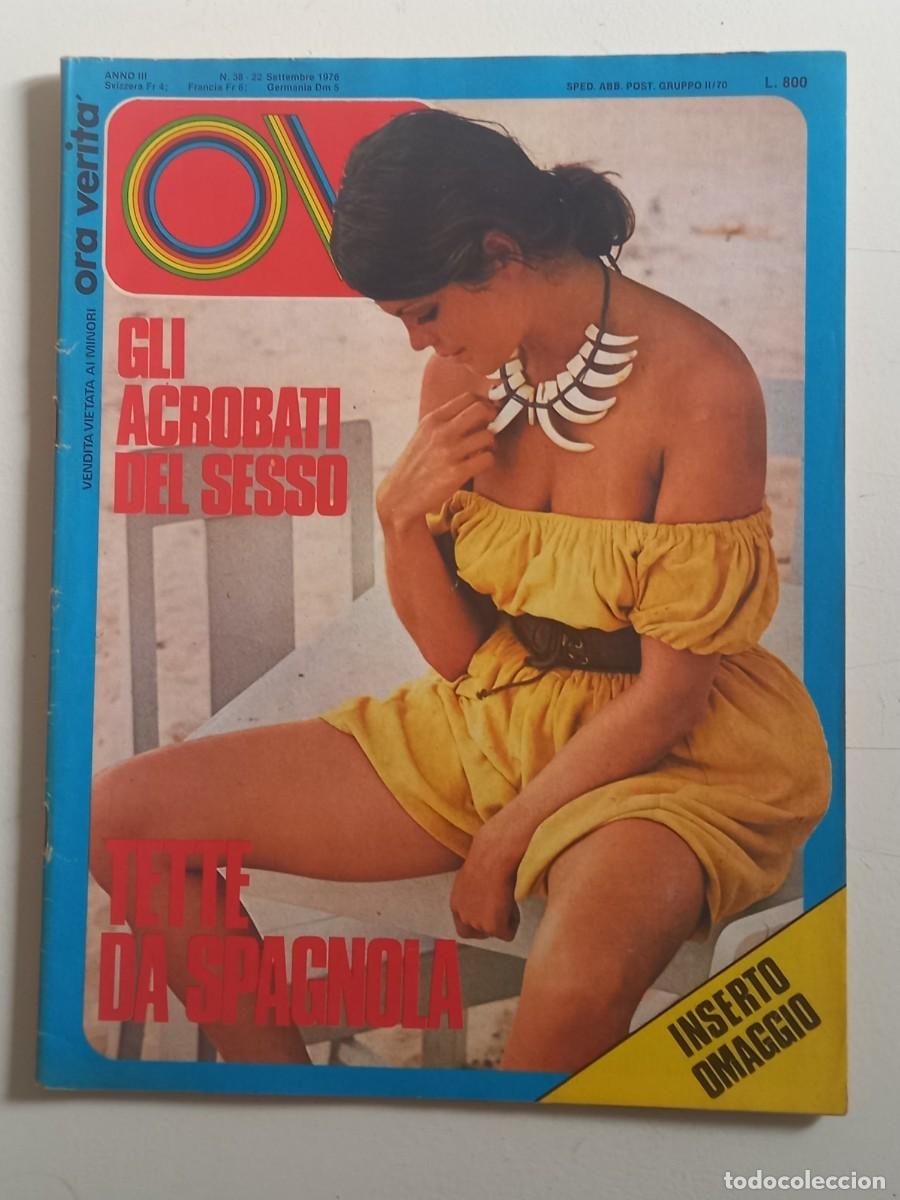 ANNO III
N. 38 - 22 Settembre 1976
Svizzera Fr 4; Francia Fr 6; Germania Dm 5
SPED. ABB. POST. GRUPPO II/70
L. 800
ora verita'
VENDITA VIETATA AI MINORI
OV
GLI
ACROBATI
DEL SESSO
TETTE
DA SPAGNOLA
INSERTO
OMAGGIO
todocoleccion